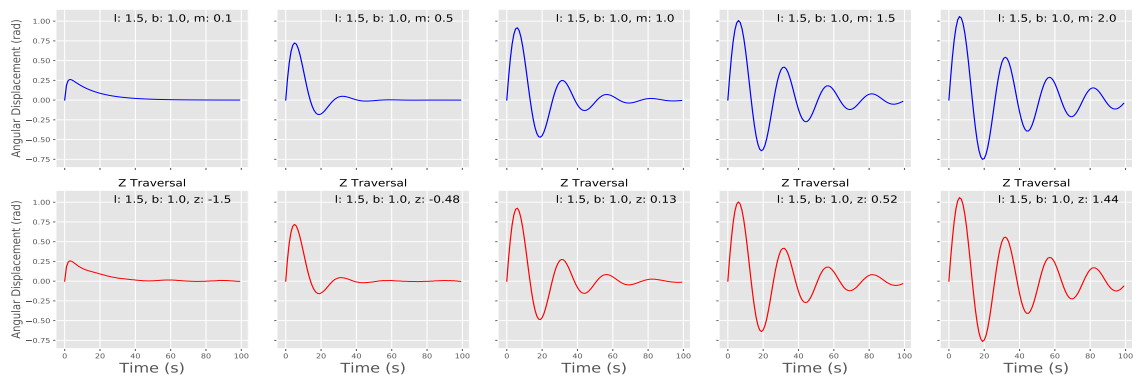 l: 1.5, b: 1.0, m: 0.1
l: 1.5, b: 1.0, m: 0.5
l: 1.5, b: 1.0, m: 1.0
l: 1.5, b: 1.0, m: 1.5
l: 1.5, b: 1.0, m: 2.0
Angular Displacement (rad)
1.00
0.75
0.50
0.25
0.00
−0.25
−0.50
−0.75
Z Traversal
Z Traversal
Z Traversal
Z Traversal
Z Traversal
l: 1.5, b: 1.0, z: -1.5
l: 1.5, b: 1.0, z: -0.48
l: 1.5, b: 1.0, z: 0.13
l: 1.5, b: 1.0, z: 0.52
l: 1.5, b: 1.0, z: 1.44
Angular Displacement (rad)
1.00
0.75
0.50
0.25
0.00
−0.25
−0.50
−0.75
0 20 40 60 80 100
0 20 40 60 80 100
0 20 40 60 80 100
0 20 40 60 80 100
0 20 40 60 80 100
Time (s)
Time (s)
Time (s)
Time (s)
Time (s)